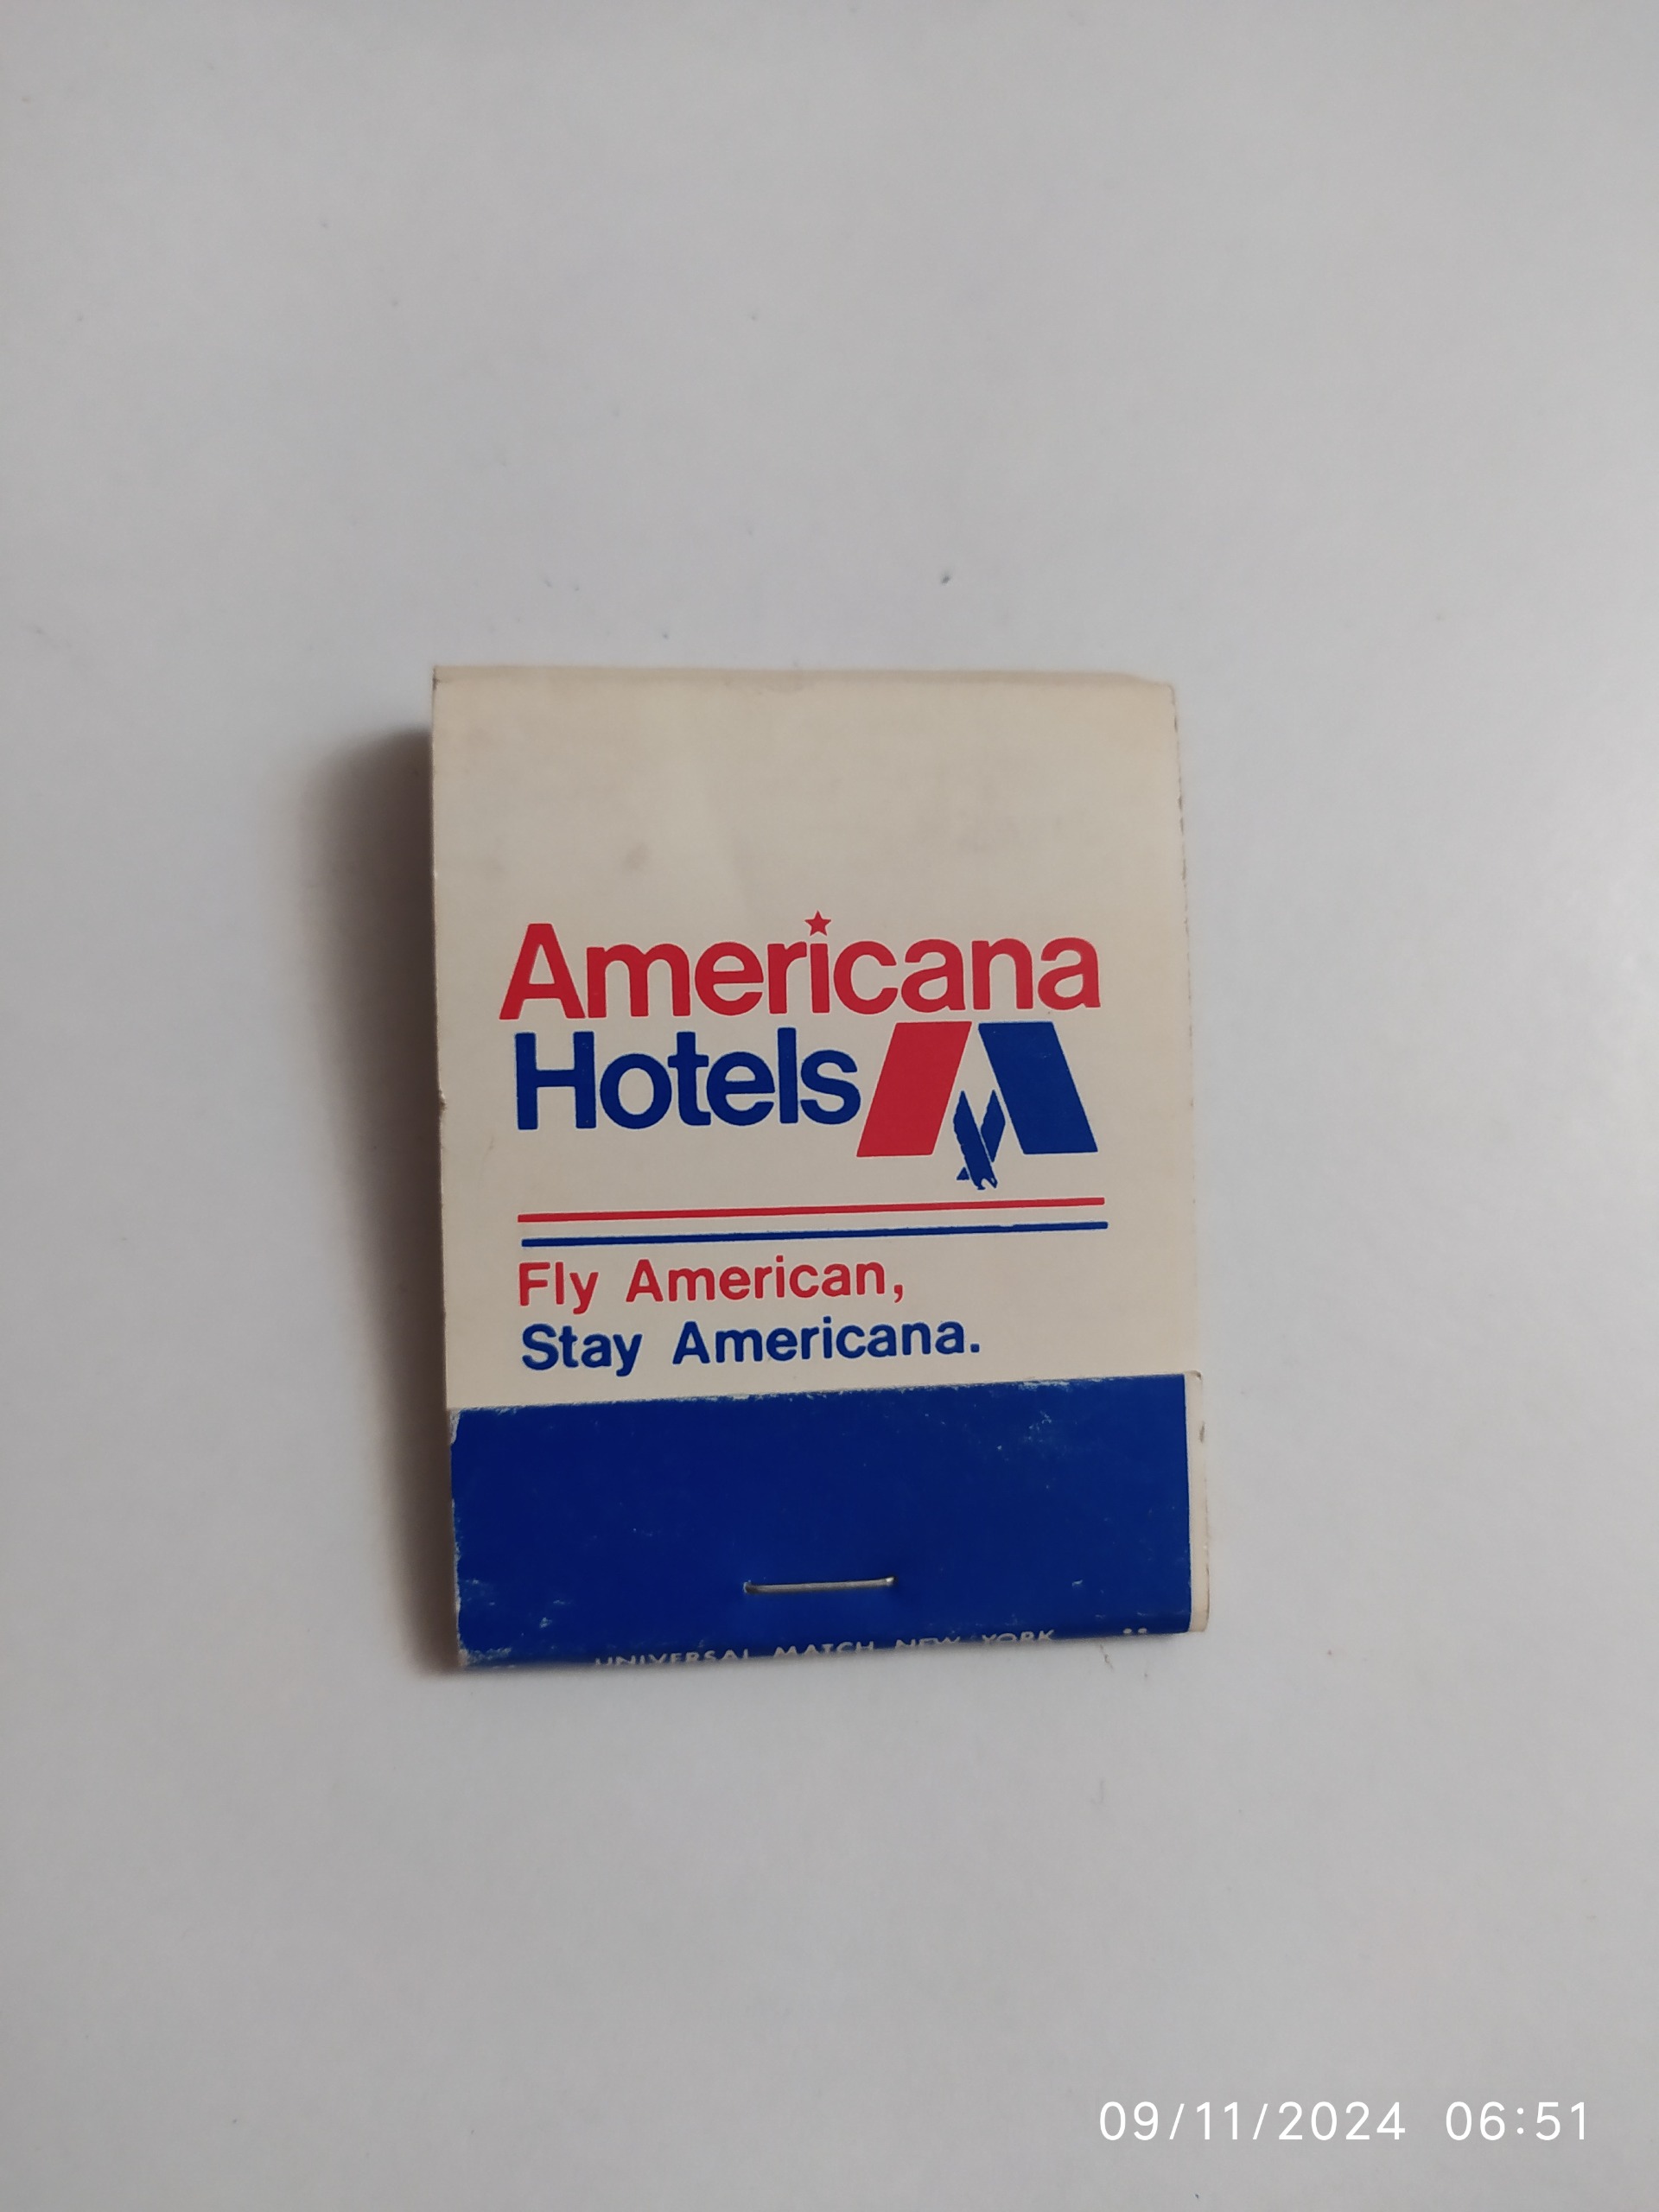 Americana
Hotels
Fly American,
Stay Americana.
UNIVERSAL MATCH NEW YORK
09/11/2024 06:51